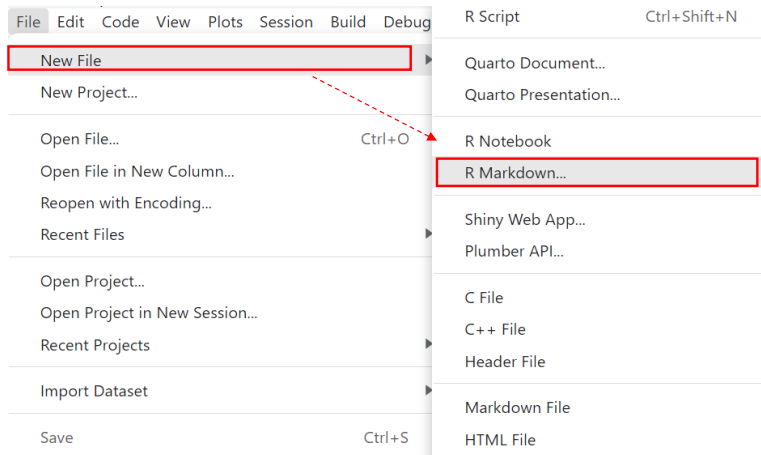 File Edit Code View Plots Session Build Debug
New File
New Project...
Open File... Ctrl+O
Open File in New Column...
Reopen with Encoding...
Recent Files
Open Project...
Open Project in New Session...
Recent Projects
Import Dataset
Save Ctrl+S
R Script Ctrl+Shift+N
Quarto Document...
Quarto Presentation...
R Notebook
R Markdown...
Shiny Web App...
Plumber API...
C File
C++ File
Header File
Markdown File
HTML File